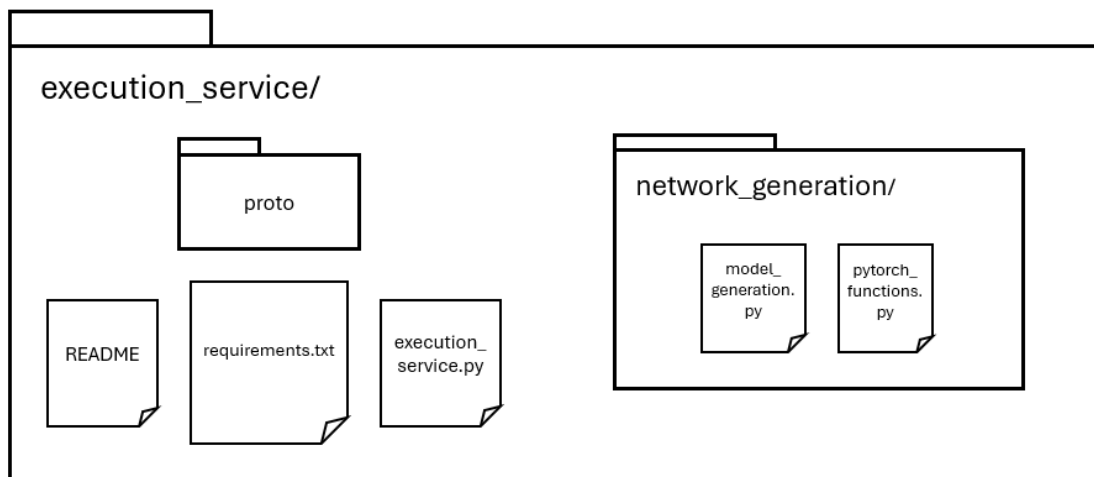 execution_service/
proto
network_generation/
model_
generation.
py
pytorch_
functions.
py
README
requirements.txt
execution_
service.py